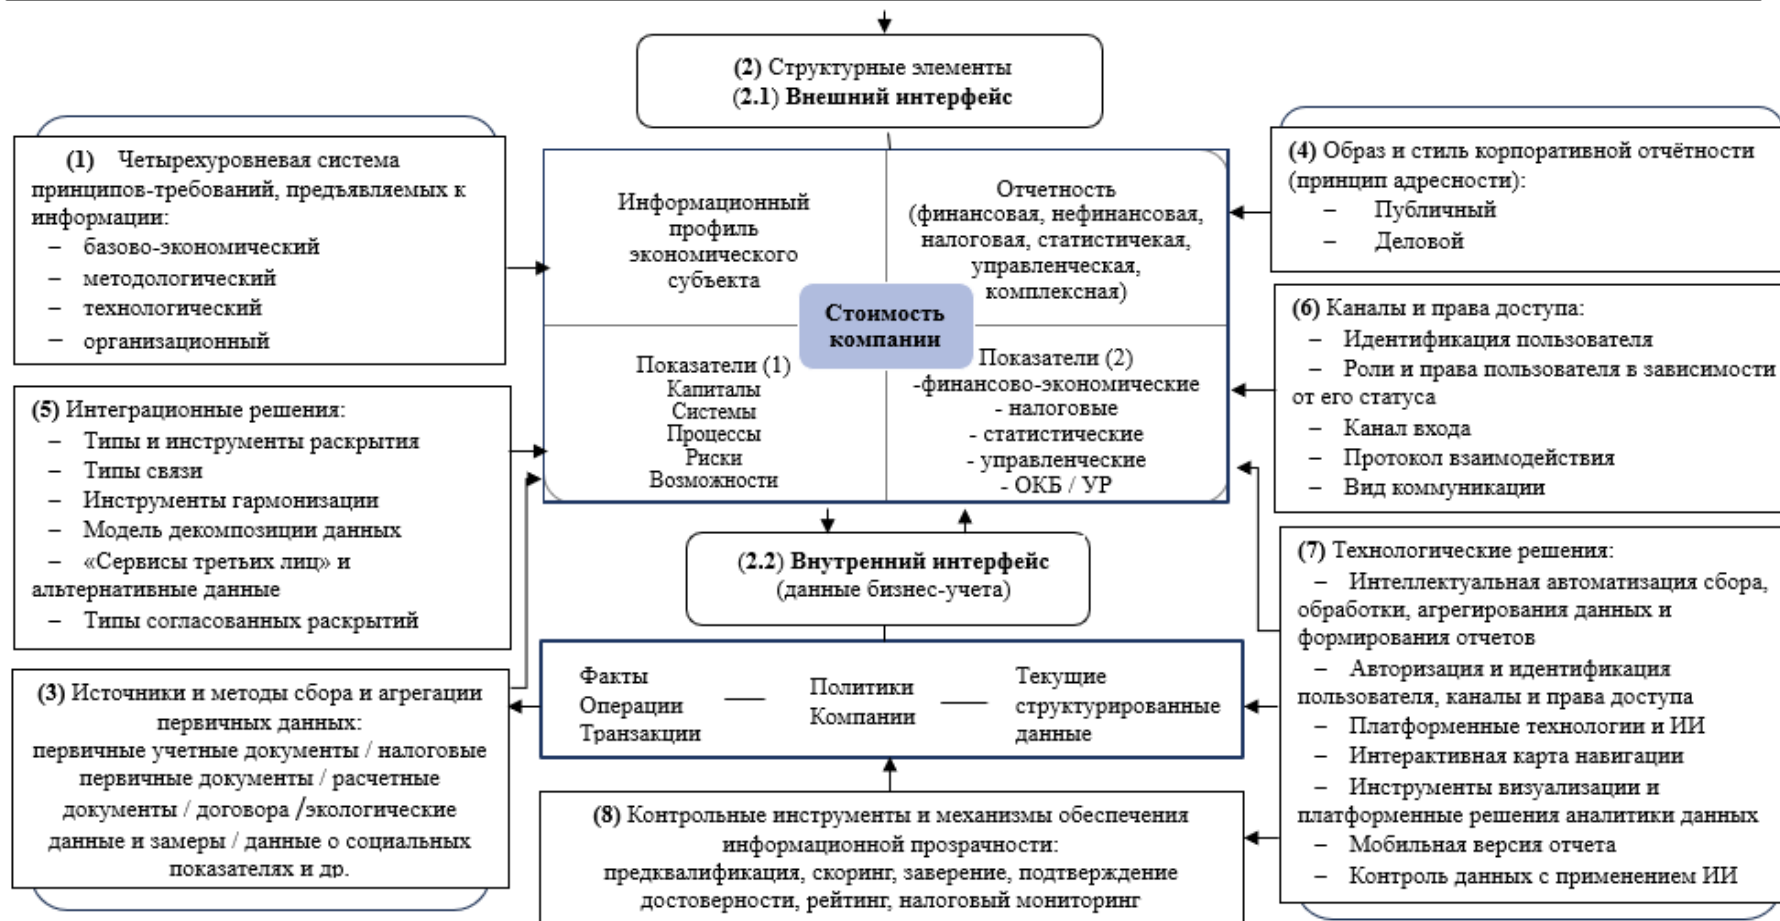 (2) Структурные элементы
(2.1) Внешний интерфейс
(1) Четырехуровневая система
принципов-требований, предъявляемых к
информации:
– базово-экономический
– методологический
– технологический
– организационный
(5) Интеграционные решения:
– Типы и инструменты раскрытия
– Типы связи
– Инструменты гармонизации
– Модель декомпозиции данных
– «Сервисы третьих лиц» и
альтернативные данные
– Типы согласованных раскрытий
(3) Источники и методы сбора и агрегации
первичных данных:
первичные учетные документы / налоговые
первичные документы / расчетные
документы / договора /экологические
данные и замеры / данные о социальных
показателях и др.
Информационный
профиль
экономического
субъекта
Отчетность
(финансовая, нефинансовая,
налоговая, статистичекая,
управленческая,
комплексная)
Стоимость
компании
Показатели (1)
Капиталы
Системы
Процессы
Риски
Возможности
Показатели (2)
-финансово-экономические
- налоговые
- статистические
- управленческие
- ОКБ / УР
(2.2) Внутренний интерфейс
(данные бизнес-учета)
Факты
Операции
Транзакции
Политики
Компании
Текущие
структурированные
данные
(8) Контрольные инструменты и механизмы обеспечения
информационной прозрачности:
предквалификация, скоринг, заверение, подтверждение
достоверности, рейтинг, налоговый мониторинг
(4) Образ и стиль корпоративной отчётности
(принцип адресности):
– Публичный
– Деловой
(6) Каналы и права доступа:
– Идентификация пользователя
– Роли и права пользователя в зависимости
от его статуса
– Канал входа
– Протокол взаимодействия
– Вид коммуникации
(7) Технологические решения:
– Интеллектуальная автоматизация сбора,
обработки, агрегирования данных и
формирования отчетов
– Авторизация и идентификация
пользователя, каналы и права доступа
– Платформенные технологии и ИИ
– Интерактивная карта навигации
– Инструменты визуализации и
платформенные решения аналитики данных
– Мобильная версия отчета
– Контроль данных с применением ИИ